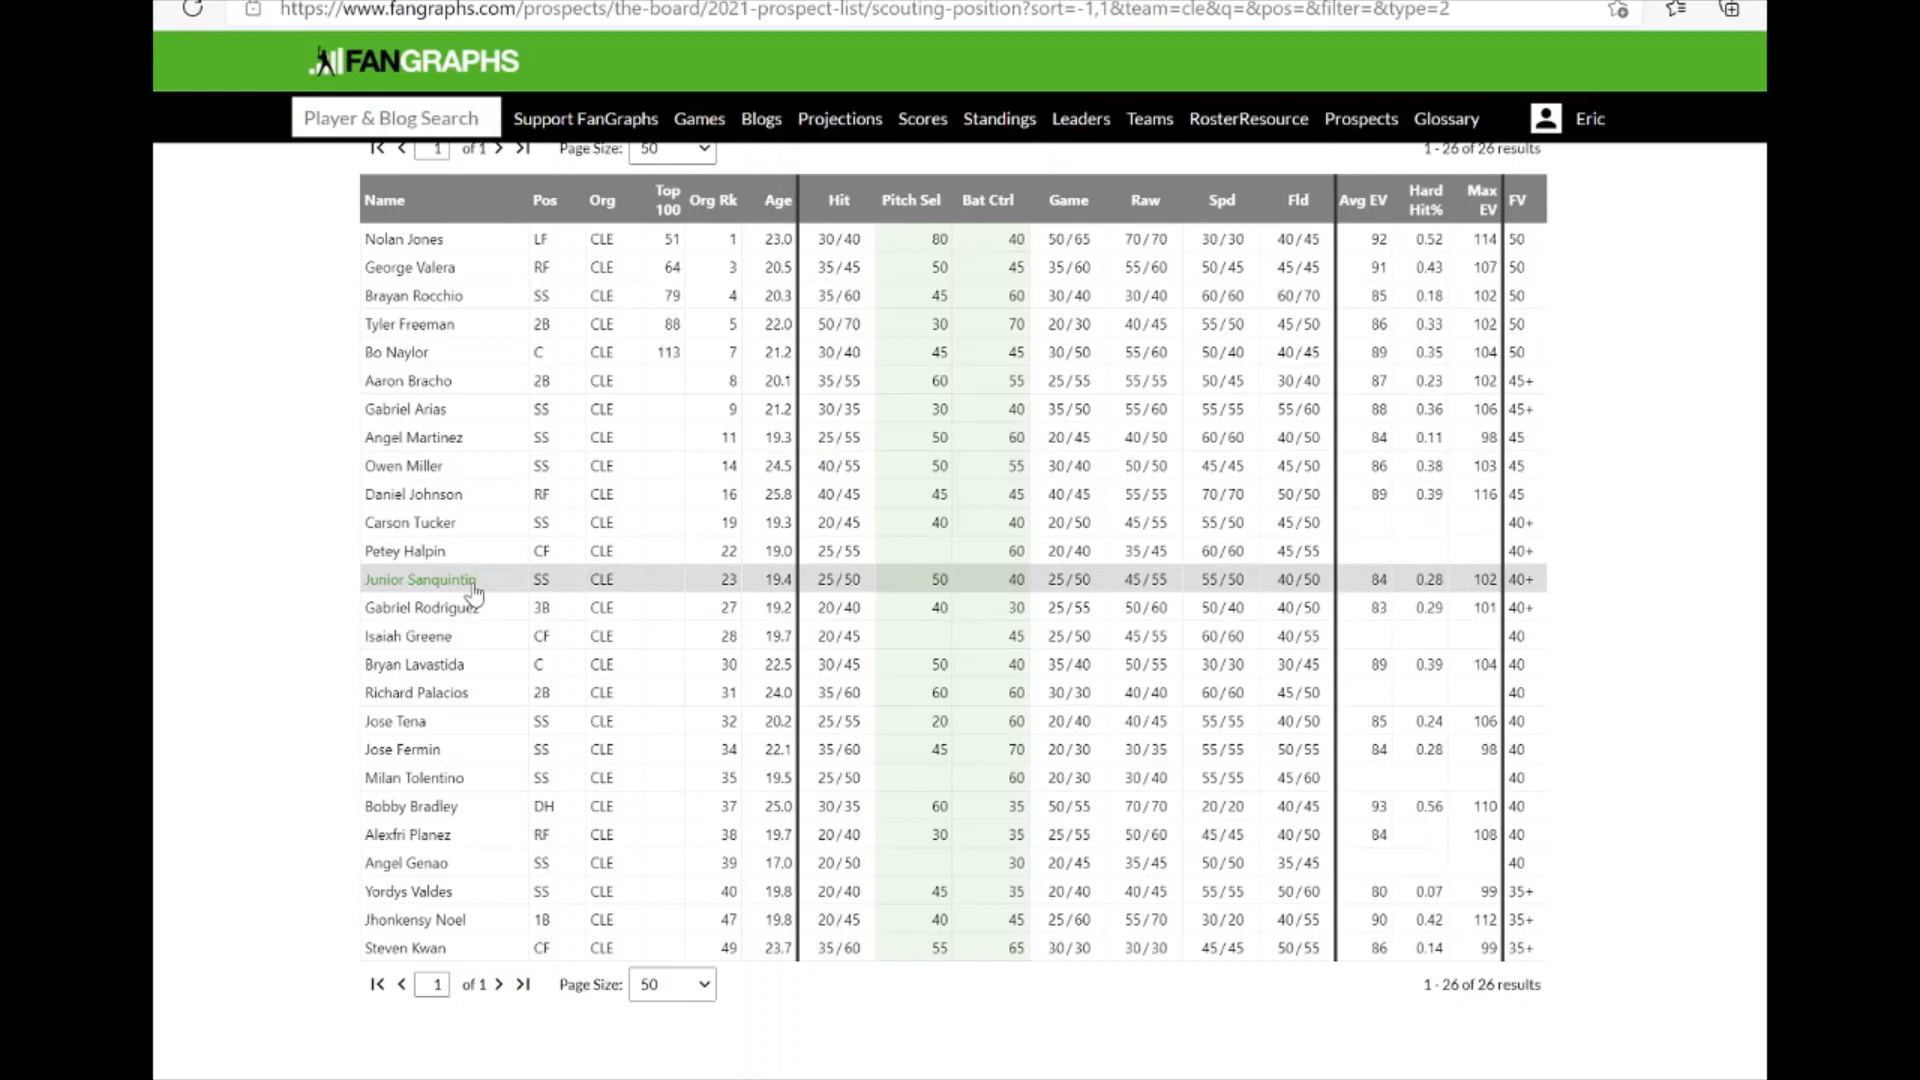 https://www.fangraphs.com/prospects/the-board/2021-prospect-list/scouting-position?sort=-1,1&team=cle&q=&pos=&filter=&type=2
FANGRAPHS
Player & Blog Search Support FanGraphs Games Blogs Projections Scores Standings Leaders Teams RosterResource Prospects Glossary Eric
1 of 1 Page Size: 50 1 - 26 of 26 results
Name Pos Org Top 100 Org Rk Age Hit Pitch Sel Bat Ctrl Game Raw Spd Fld Avg EV Hard Hit% Max EV FV
Nolan Jones LF CLE 51 1 23.0 30/40 80 40 50/65 70/70 30/30 40/45 92 0.52 114 50
George Valera RF CLE 64 3 20.5 35/45 50 45 35/60 55/60 50/45 45/45 91 0.43 107 50
Brayan Rocchio SS CLE 79 4 20.3 35/60 45 60 30/40 30/40 60/60 60/70 85 0.18 102 50
Tyler Freeman 2B CLE 88 5 22.0 50/70 30 70 20/30 40/45 55/50 45/50 86 0.33 102 50
Bo Naylor C CLE 113 7 21.2 30/40 45 45 30/50 55/60 50/40 40/45 89 0.35 104 50
Aaron Bracho 2B CLE 8 20.1 35/55 60 55 25/55 55/55 50/45 30/40 87 0.23 102 45+
Gabriel Arias SS CLE 9 21.2 30/35 30 40 35/50 55/60 55/55 55/60 88 0.36 106 45+
Angel Martinez SS CLE 11 19.3 25/55 50 60 20/45 40/50 60/60 40/50 84 0.11 98 45
Owen Miller SS CLE 14 24.5 40/55 50 55 30/40 50/50 45/45 45/50 86 0.38 103 45
Daniel Johnson RF CLE 16 25.8 40/45 45 45 40/45 55/55 70/70 50/50 89 0.39 116 45
Carson Tucker SS CLE 19 19.3 20/45 40 40 20/50 45/55 55/50 45/50 40+
Petey Halpin CF CLE 22 19.0 25/55 60 20/40 35/45 60/60 45/55 40+
Junior Sanquintin SS CLE 23 19.4 25/50 50 40 25/50 45/55 55/50 40/50 84 0.28 102 40+
Gabriel Rodriguez 3B CLE 27 19.2 20/40 40 30 25/55 50/60 50/40 40/50 83 0.29 101 40+
Isaiah Greene CF CLE 28 19.7 20/45 45 25/50 45/55 60/60 40/55 40
Bryan Lavastida C CLE 30 22.5 30/45 50 40 35/40 50/55 30/30 30/45 89 0.39 104 40
Richard Palacios 2B CLE 31 24.0 35/60 60 60 30/30 40/40 60/60 45/50 40
Jose Tena SS CLE 32 20.2 25/55 20 60 20/40 40/45 55/55 40/50 85 0.24 106 40
Jose Fermin SS CLE 34 22.1 35/60 45 70 20/30 30/35 55/55 50/55 84 0.28 98 40
Milan Tolentino SS CLE 35 19.5 25/50 60 20/30 30/40 55/55 45/60 40
Bobby Bradley DH CLE 37 25.0 30/35 60 35 50/55 70/70 20/20 40/45 93 0.56 110 40
Alexfri Planez RF CLE 38 19.7 20/40 30 35 25/55 50/60 45/45 40/50 84 108 40
Angel Genao SS CLE 39 17.0 20/50 30 20/45 35/45 50/50 35/45 40
Yordys Valdes SS CLE 40 19.8 20/40 45 35 20/40 40/45 55/55 50/60 80 0.07 99 35+
Jhonkensy Noel 1B CLE 47 19.8 20/45 40 45 25/60 55/70 30/20 40/55 90 0.42 112 35+
Steven Kwan CF CLE 49 23.7 35/60 55 65 30/30 30/30 45/45 50/55 86 0.14 99 35+
1 of 1 Page Size: 50 1 - 26 of 26 results